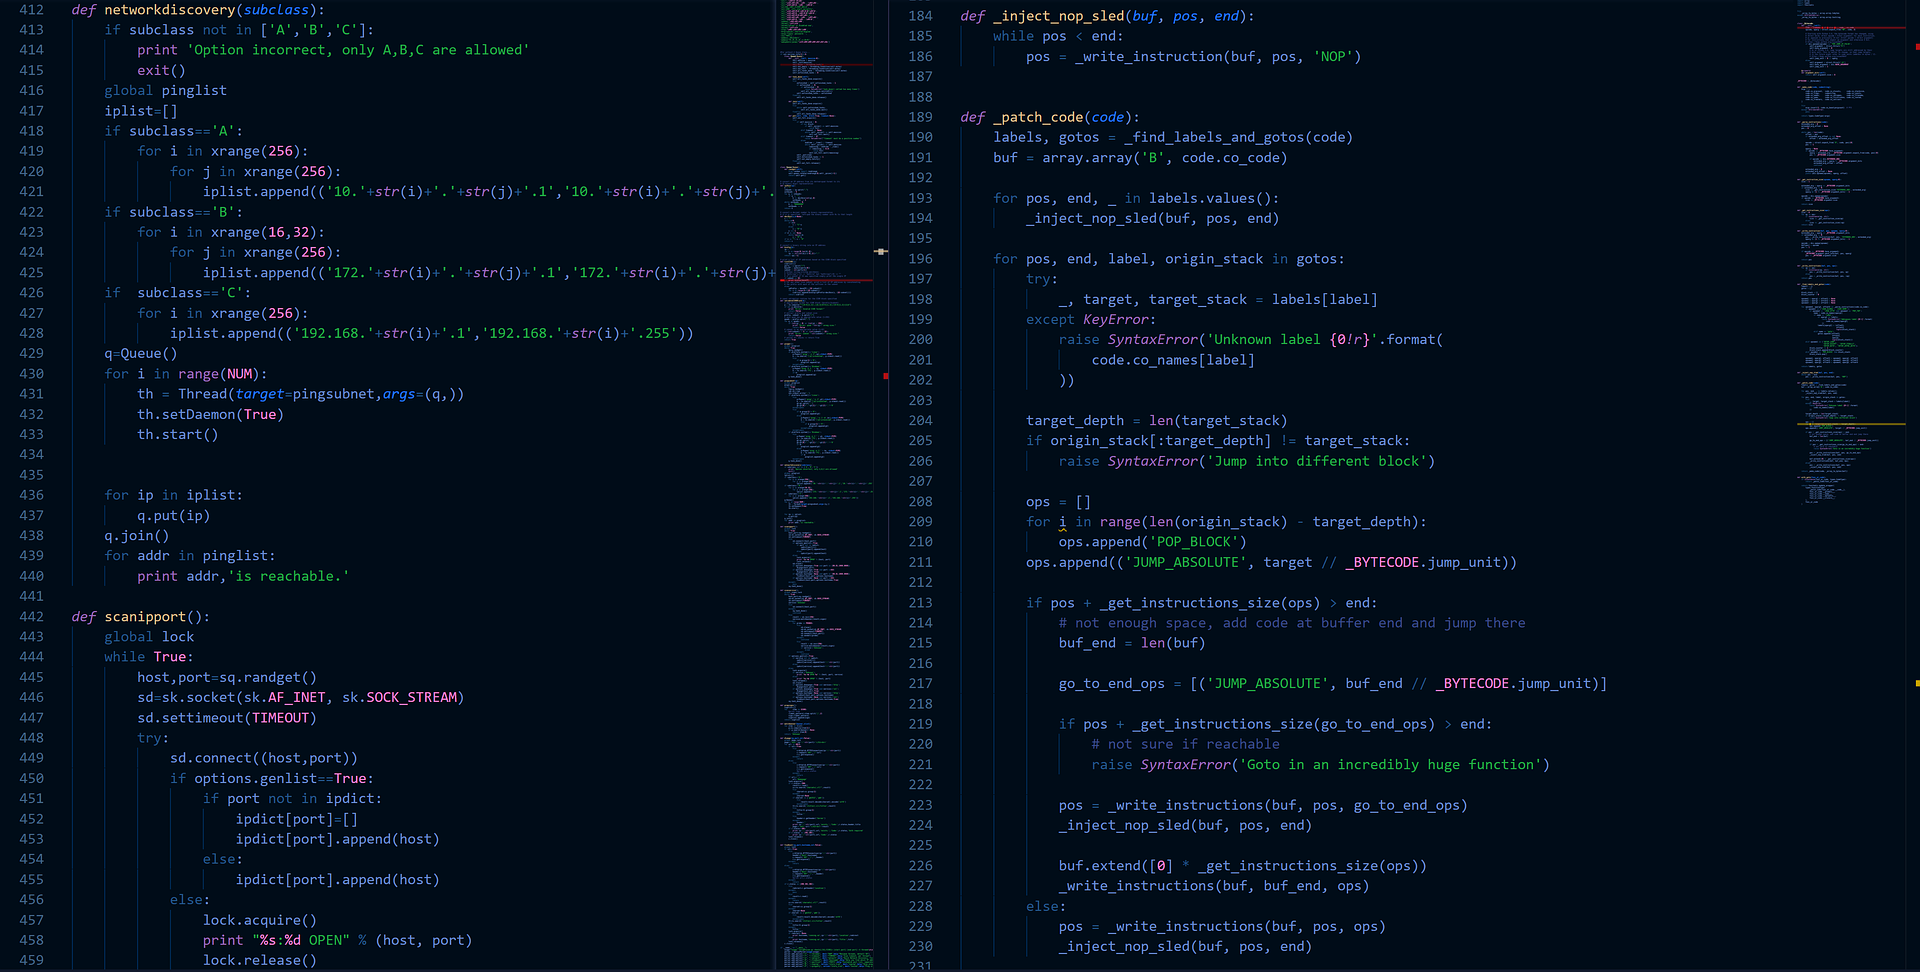 412 def networkdiscovery(subclass):
413     if subclass not in ['A','B','C']:
414         print 'Option incorrect, only A,B,C are allowed'
415         exit()
416     global pinglist
417     iplist=[]
418     if subclass=='A':
419         for i in xrange(256):
420             for j in xrange(256):
421                 iplist.append(('10.'+str(i)+'.'+str(j)+'.1','10.'+str(i)+'.'+str(j)+'.
422     if subclass=='B':
423         for i in xrange(16,32):
424             for j in xrange(256):
425                 iplist.append(('172.'+str(i)+'.'+str(j)+'.1','172.'+str(i)+'.'+str(j)+
426     if  subclass=='C':
427         for i in xrange(256):
428             iplist.append(('192.168.'+str(i)+'.1','192.168.'+str(i)+'.255'))
429     q=Queue()
430     for i in range(NUM):
431         th = Thread(target=pingsubnet,args=(q,))
432         th.setDaemon(True)
433         th.start()
434
435
436     for ip in iplist:
437         q.put(ip)
438     q.join()
439     for addr in pinglist:
440         print addr,'is reachable.'
441
442 def scanipport():
443     global lock
444     while True:
445         host,port=sq.randget()
446         sd=sk.socket(sk.AF_INET, sk.SOCK_STREAM)
447         sd.settimeout(TIMEOUT)
448         try:
449             sd.connect((host,port))
450             if options.genlist==True:
451                 if port not in ipdict:
452                     ipdict[port]=[]
453                     ipdict[port].append(host)
454                 else:
455                     ipdict[port].append(host)
456             else:
457                 lock.acquire()
458                 print "%s:%d OPEN" % (host, port)
459                 lock.release()
184 def _inject_nop_sled(buf, pos, end):
185     while pos < end:
186         pos = _write_instruction(buf, pos, 'NOP')
187
188
189 def _patch_code(code):
190     labels, gotos = _find_labels_and_gotos(code)
191     buf = array.array('B', code.co_code)
192
193     for pos, end, _ in labels.values():
194         _inject_nop_sled(buf, pos, end)
195
196     for pos, end, label, origin_stack in gotos:
197         try:
198             _, target, target_stack = labels[label]
199         except KeyError:
200             raise SyntaxError('Unknown label {0!r}'.format(
201                 code.co_names[label]
202             ))
203
204         target_depth = len(target_stack)
205         if origin_stack[:target_depth] != target_stack:
206             raise SyntaxError('Jump into different block')
207
208         ops = []
209         for i in range(len(origin_stack) - target_depth):
210             ops.append('POP_BLOCK')
211         ops.append(('JUMP_ABSOLUTE', target // _BYTECODE.jump_unit))
212
213         if pos + _get_instructions_size(ops) > end:
214             # not enough space, add code at buffer end and jump there
215             buf_end = len(buf)
216
217             go_to_end_ops = [('JUMP_ABSOLUTE', buf_end // _BYTECODE.jump_unit)]
218
219             if pos + _get_instructions_size(go_to_end_ops) > end:
220                 # not sure if reachable
221                 raise SyntaxError('Goto in an incredibly huge function')
222
223             pos = _write_instructions(buf, pos, go_to_end_ops)
224             _inject_nop_sled(buf, pos, end)
225
226             buf.extend([0] * _get_instructions_size(ops))
227             _write_instructions(buf, buf_end, ops)
228         else:
229             pos = _write_instructions(buf, pos, ops)
230             _inject_nop_sled(buf, pos, end)
231